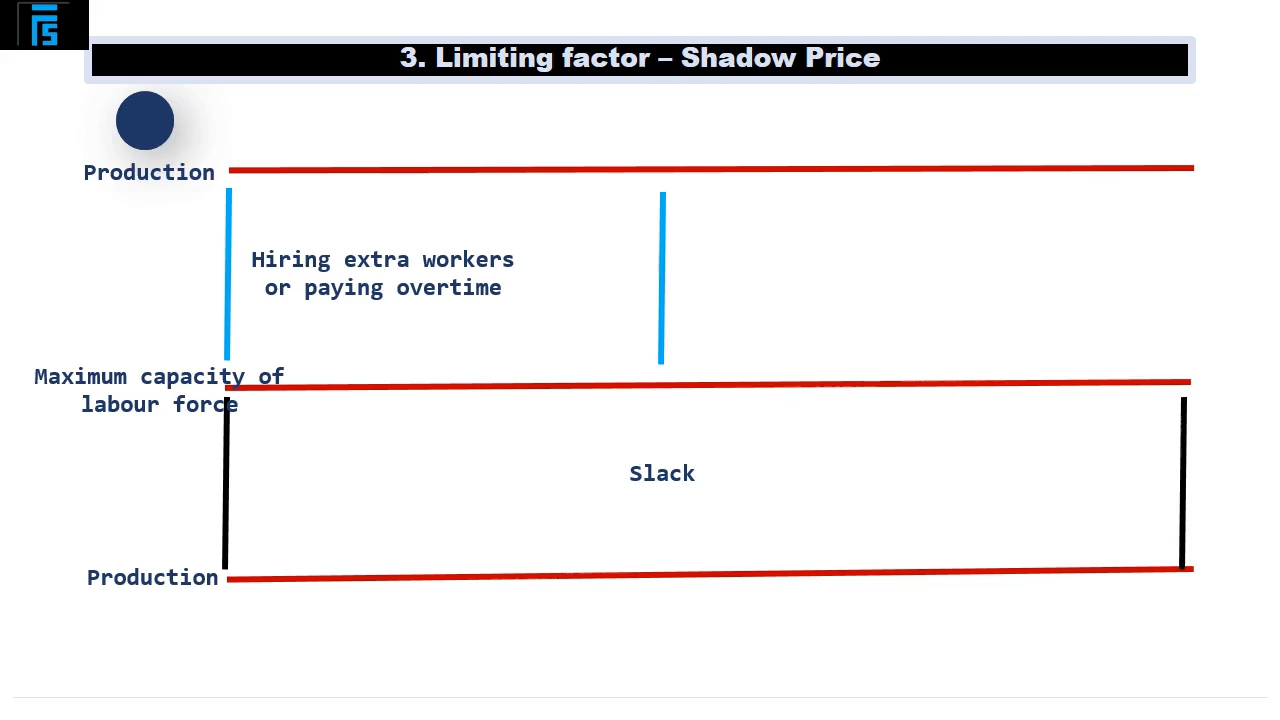 3. Limiting factor – Shadow Price
Production
Hiring extra workers
or paying overtime
Maximum capacity of
labour force
Slack
Production